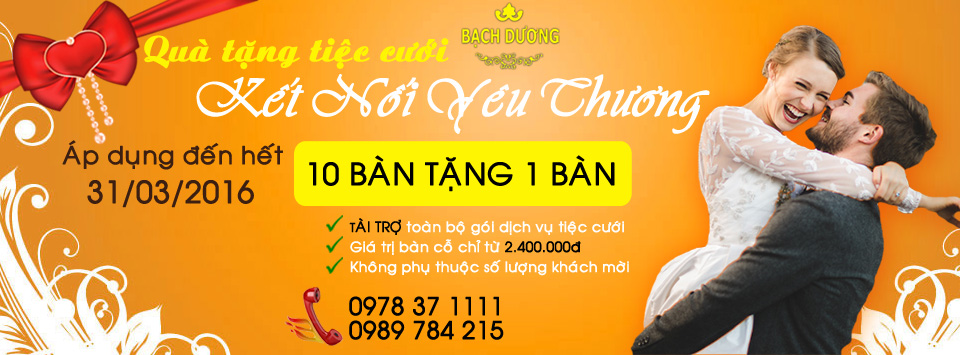 BẠCH DƯƠNG
Quà tặng tiệc cưới
Kết Nối Yêu Thương
Áp dụng đến hết
31/03/2016
10 BÀN TẶNG 1 BÀN
TÀI TRỢ toàn bộ gói dịch vụ tiệc cưới
Giá trị bàn cỗ chỉ từ 2.400.000đ
Không phụ thuộc số lượng khách mời
0978 37 1111
0989 784 215